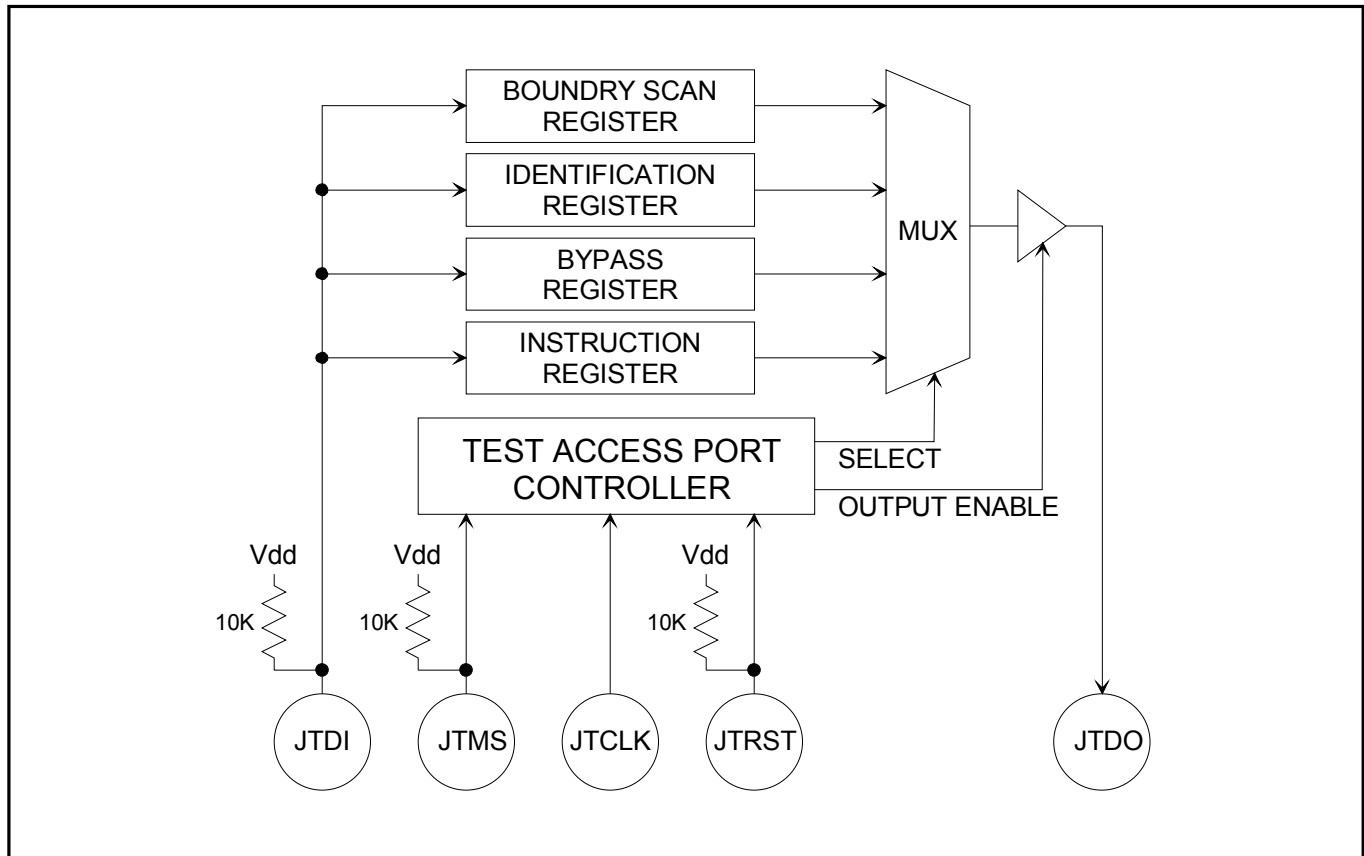 BOUNDRY SCAN
REGISTER
IDENTIFICATION
REGISTER
BYPASS
REGISTER
INSTRUCTION
REGISTER
MUX
TEST ACCESS PORT
CONTROLLER
SELECT
OUTPUT ENABLE
Vdd
Vdd
Vdd
10K
10K
10K
JTDI
JTMS
JTCLK
JTRST
JTDO